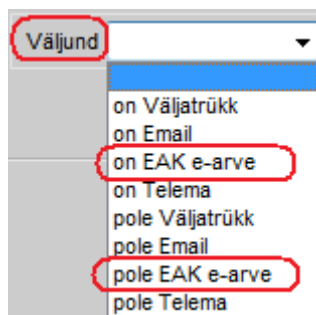 Väljund
on Väljatrükk
on Email
on EAK e-arve
on Telema
pole Väljatrükk
pole Email
pole EAK e-arve
pole Telema